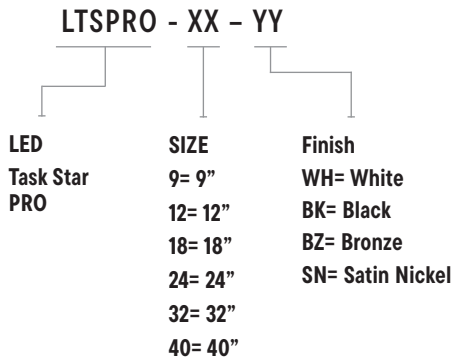 LTSPRO - XX – YY
LED
Task Star
PRO
SIZE
9= 9”
12= 12”
18= 18”
24= 24”
32= 32”
40= 40”
Finish
WH= White
BK= Black
BZ= Bronze
SN= Satin Nickel